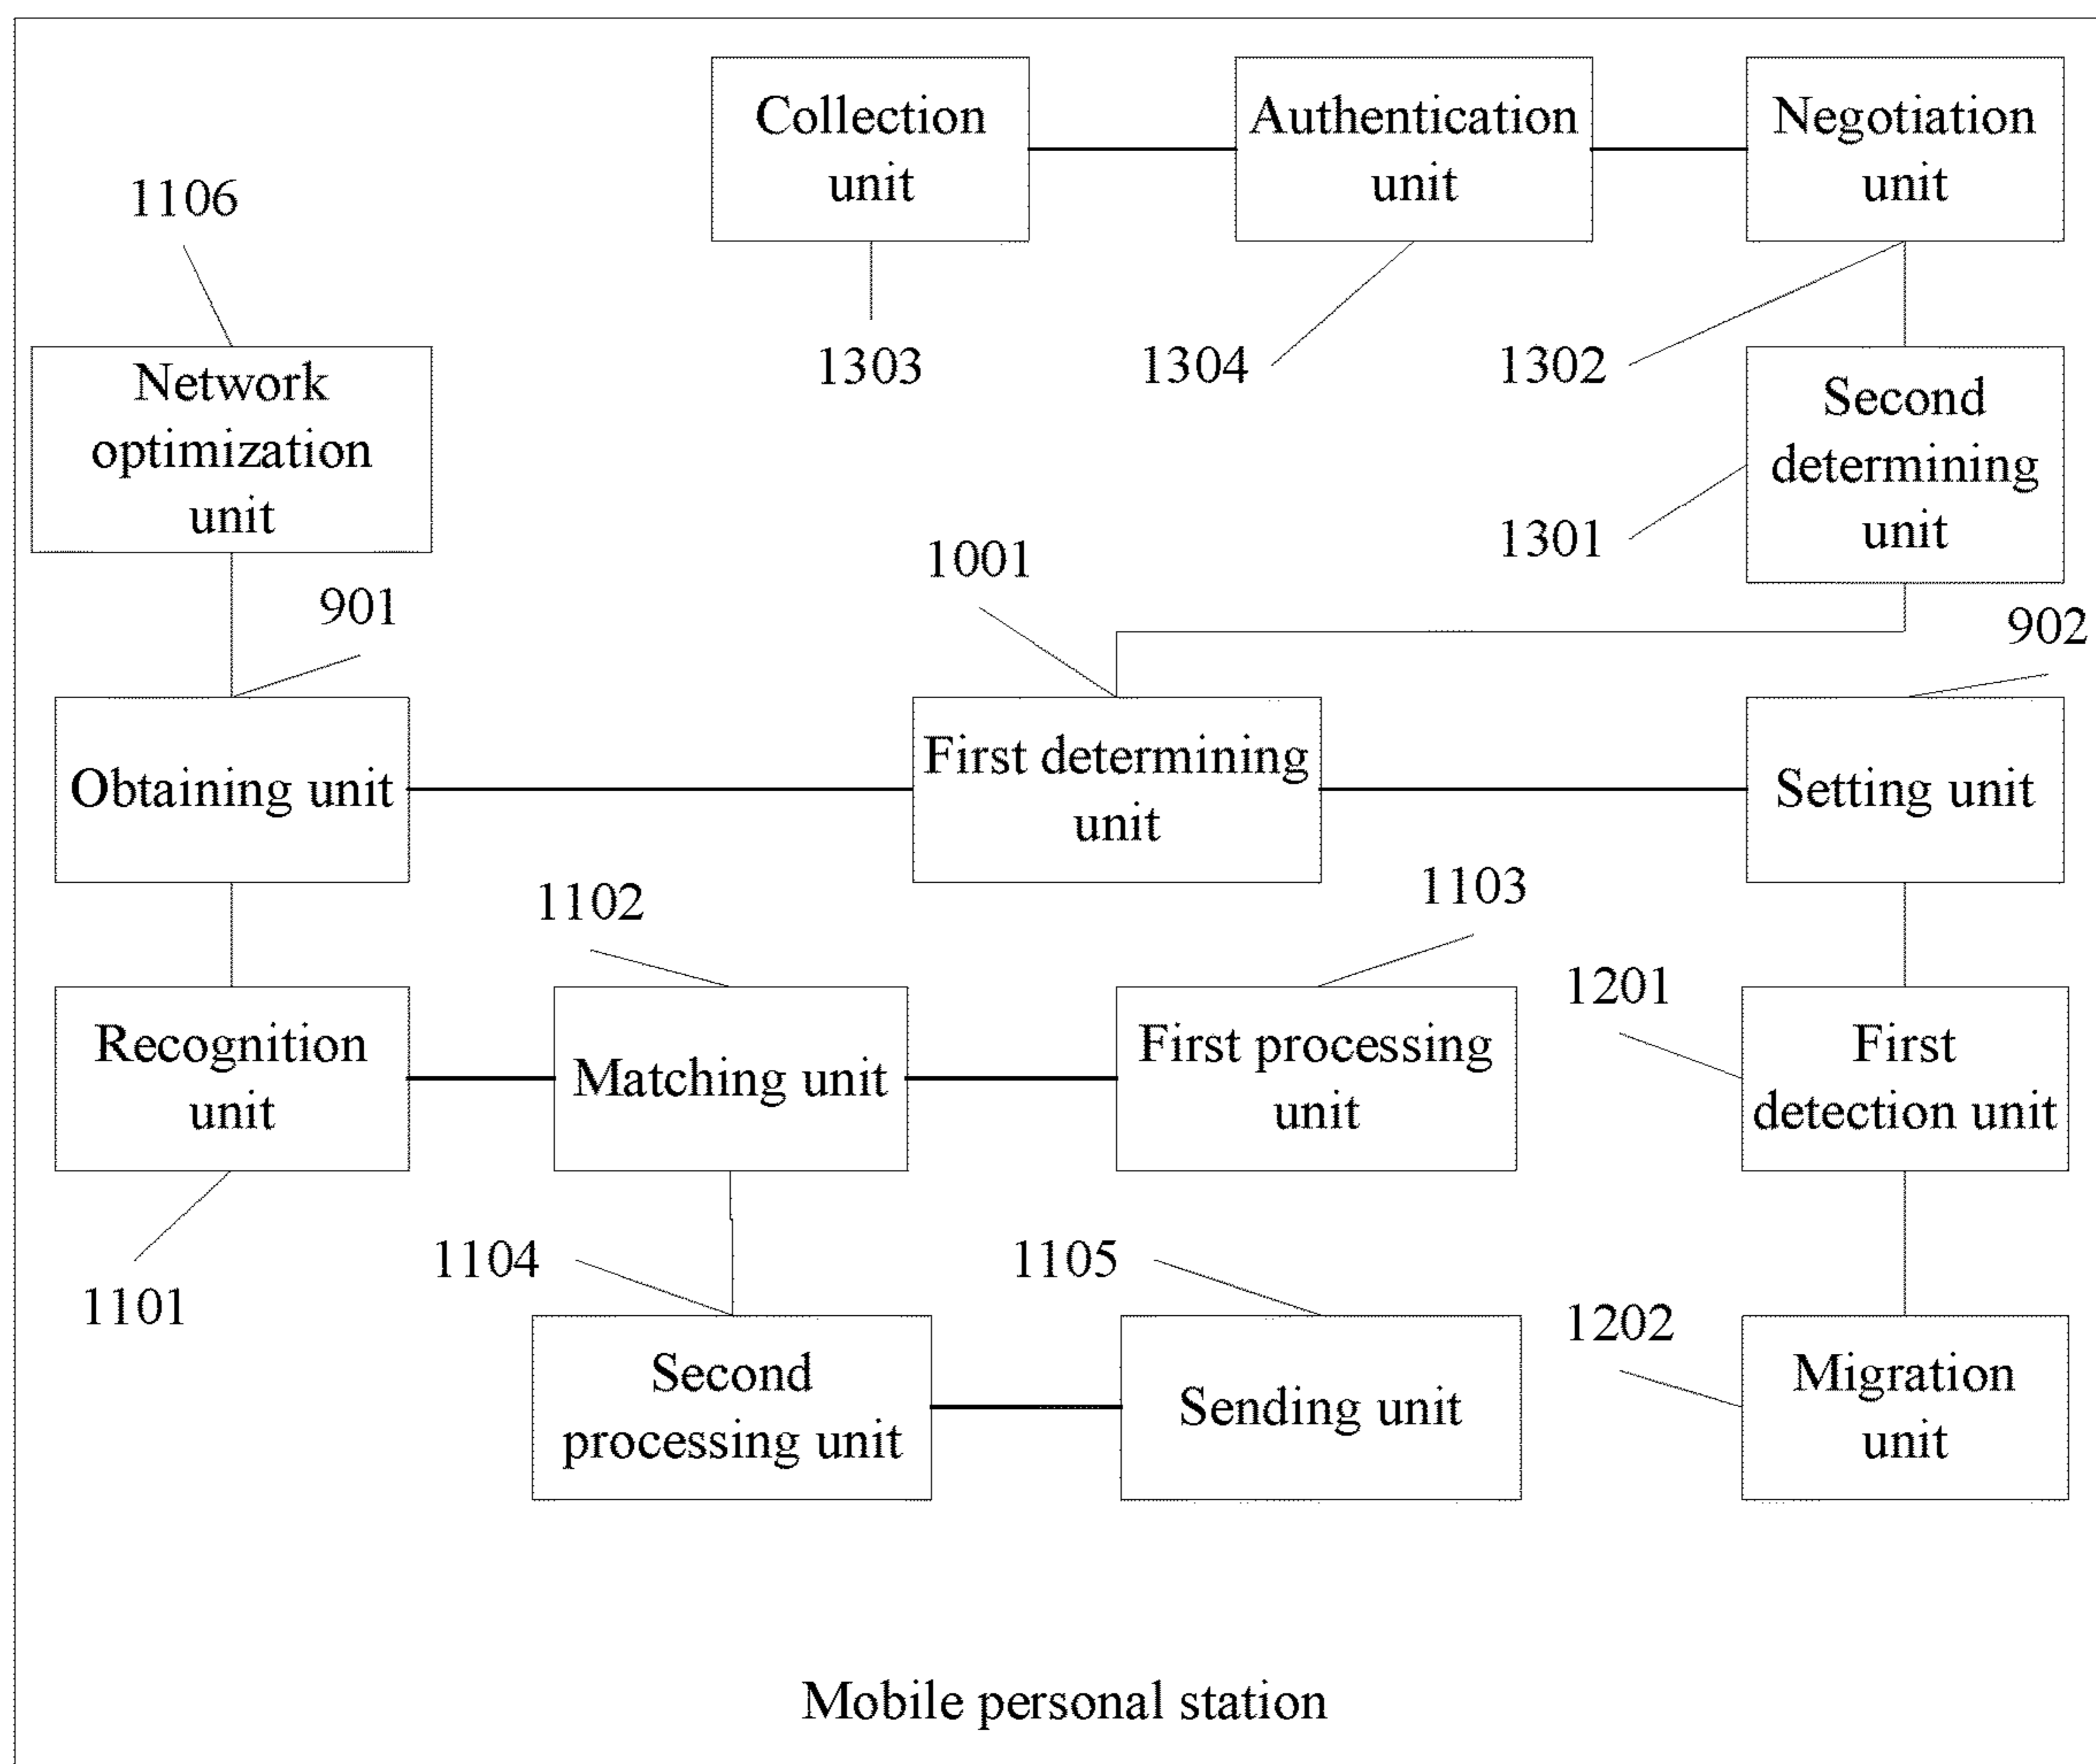 Collection
unit
Authentication
unit
Negotiation
unit
1106
1303
1304
1302
Network
optimization
unit
Second
determining
unit
1301
1001
901
902
Obtaining unit
First determining
unit
Setting unit
1102
1103
1201
Recognition
unit
Matching unit
First processing
unit
First
detection unit
1101
1104
1105
1202
Second
processing unit
Sending unit
Migration
unit
Mobile personal station